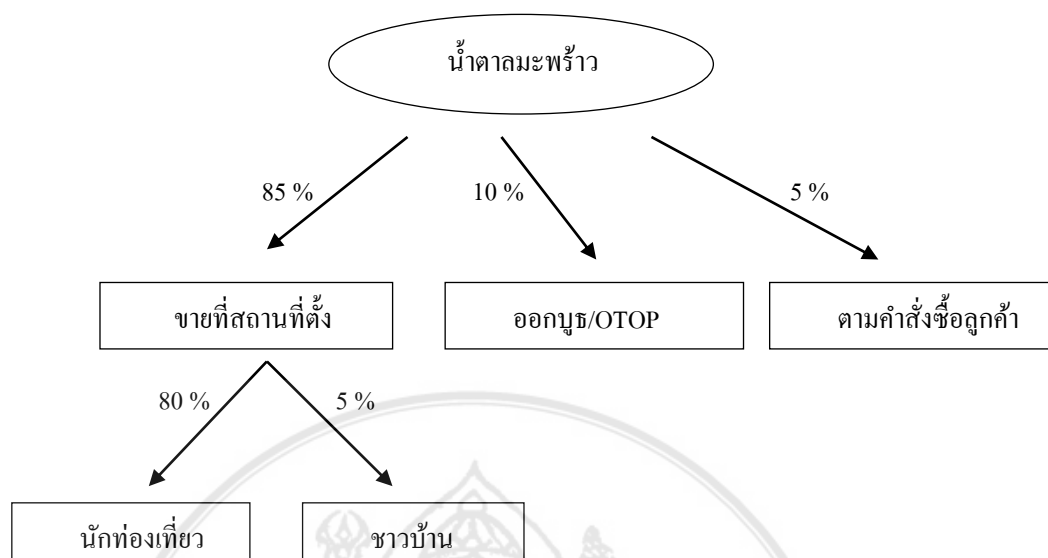 น้ำตาลมะพร้าว
85 %
10 %
5 %
ขายที่สถานที่ตั้ง
ออกบูธ/OTOP
ตามคำสั่งซื้อลูกค้า
80 %
5 %
นักท่องเที่ยว
ชาวบ้าน